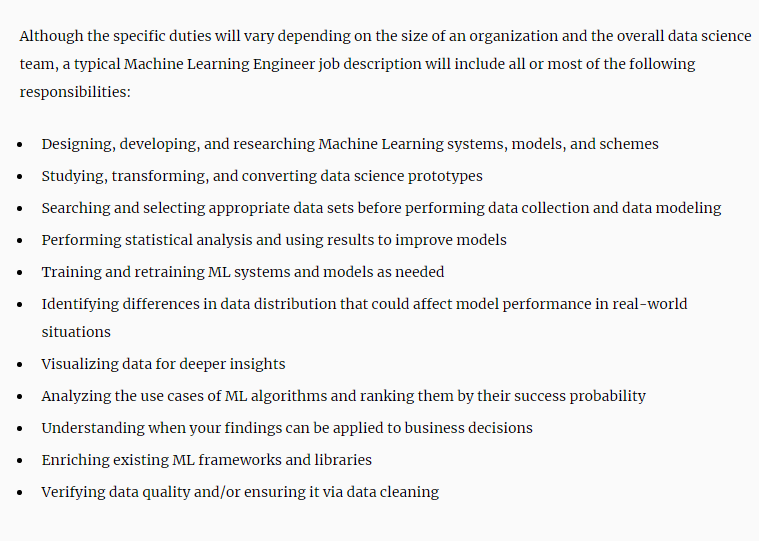 Although the specific duties will vary depending on the size of an organization and the overall data science
team, a typical Machine Learning Engineer job description will include all or most of the following
responsibilities:
• Designing, developing, and researching Machine Learning systems, models, and schemes
• Studying, transforming, and converting data science prototypes
• Searching and selecting appropriate data sets before performing data collection and data modeling
• Performing statistical analysis and using results to improve models
• Training and retraining ML systems and models as needed
• Identifying differences in data distribution that could affect model performance in real-world
situations
• Visualizing data for deeper insights
• Analyzing the use cases of ML algorithms and ranking them by their success probability
• Understanding when your findings can be applied to business decisions
• Enriching existing ML frameworks and libraries
• Verifying data quality and/or ensuring it via data cleaning